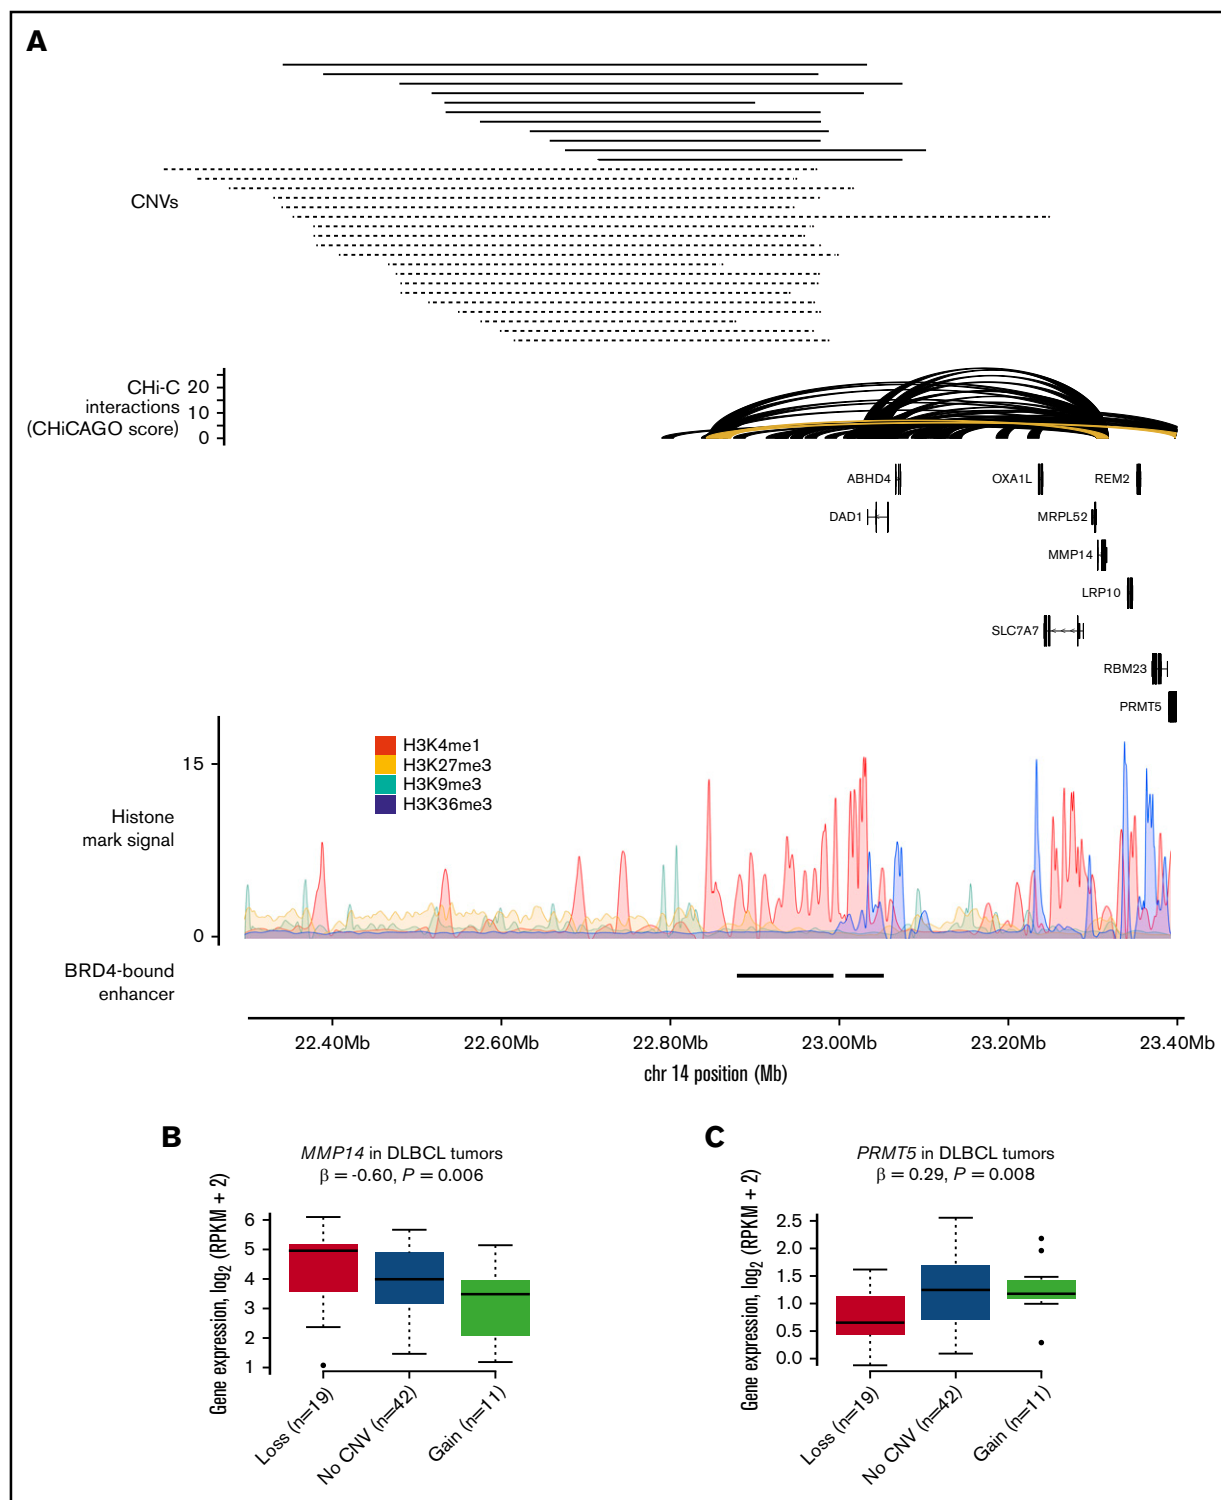 A
CNVs
CHi-C
interactions
(CHiCAGO score)
20
10
0
ABHD4
OXA1L
REM2
DAD1
MRPL52
MMP14
LRP10
SLC7A7
RBM23
PRMT5
H3K4me1
H3K27me3
H3K9me3
H3K36me3
15
0
Histone
mark signal
BRD4-bound
enhancer
22.40Mb 22.60Mb 22.80Mb 23.00Mb 23.20Mb 23.40Mb
chr 14 position (Mb)
B
MMP14 in DLBCL tumors
β = -0.60, P = 0.006
Gene expression, log2 (RPKM + 2)
6
5
4
3
2
1
Loss (n=19)
No CNV (n=42)
Gain (n=11)
C
PRMT5 in DLBCL tumors
β = 0.29, P = 0.008
Gene expression, log2 (RPKM + 2)
2.5
2.0
1.5
1.0
0.5
0.0
Loss (n=19)
No CNV (n=42)
Gain (n=11)